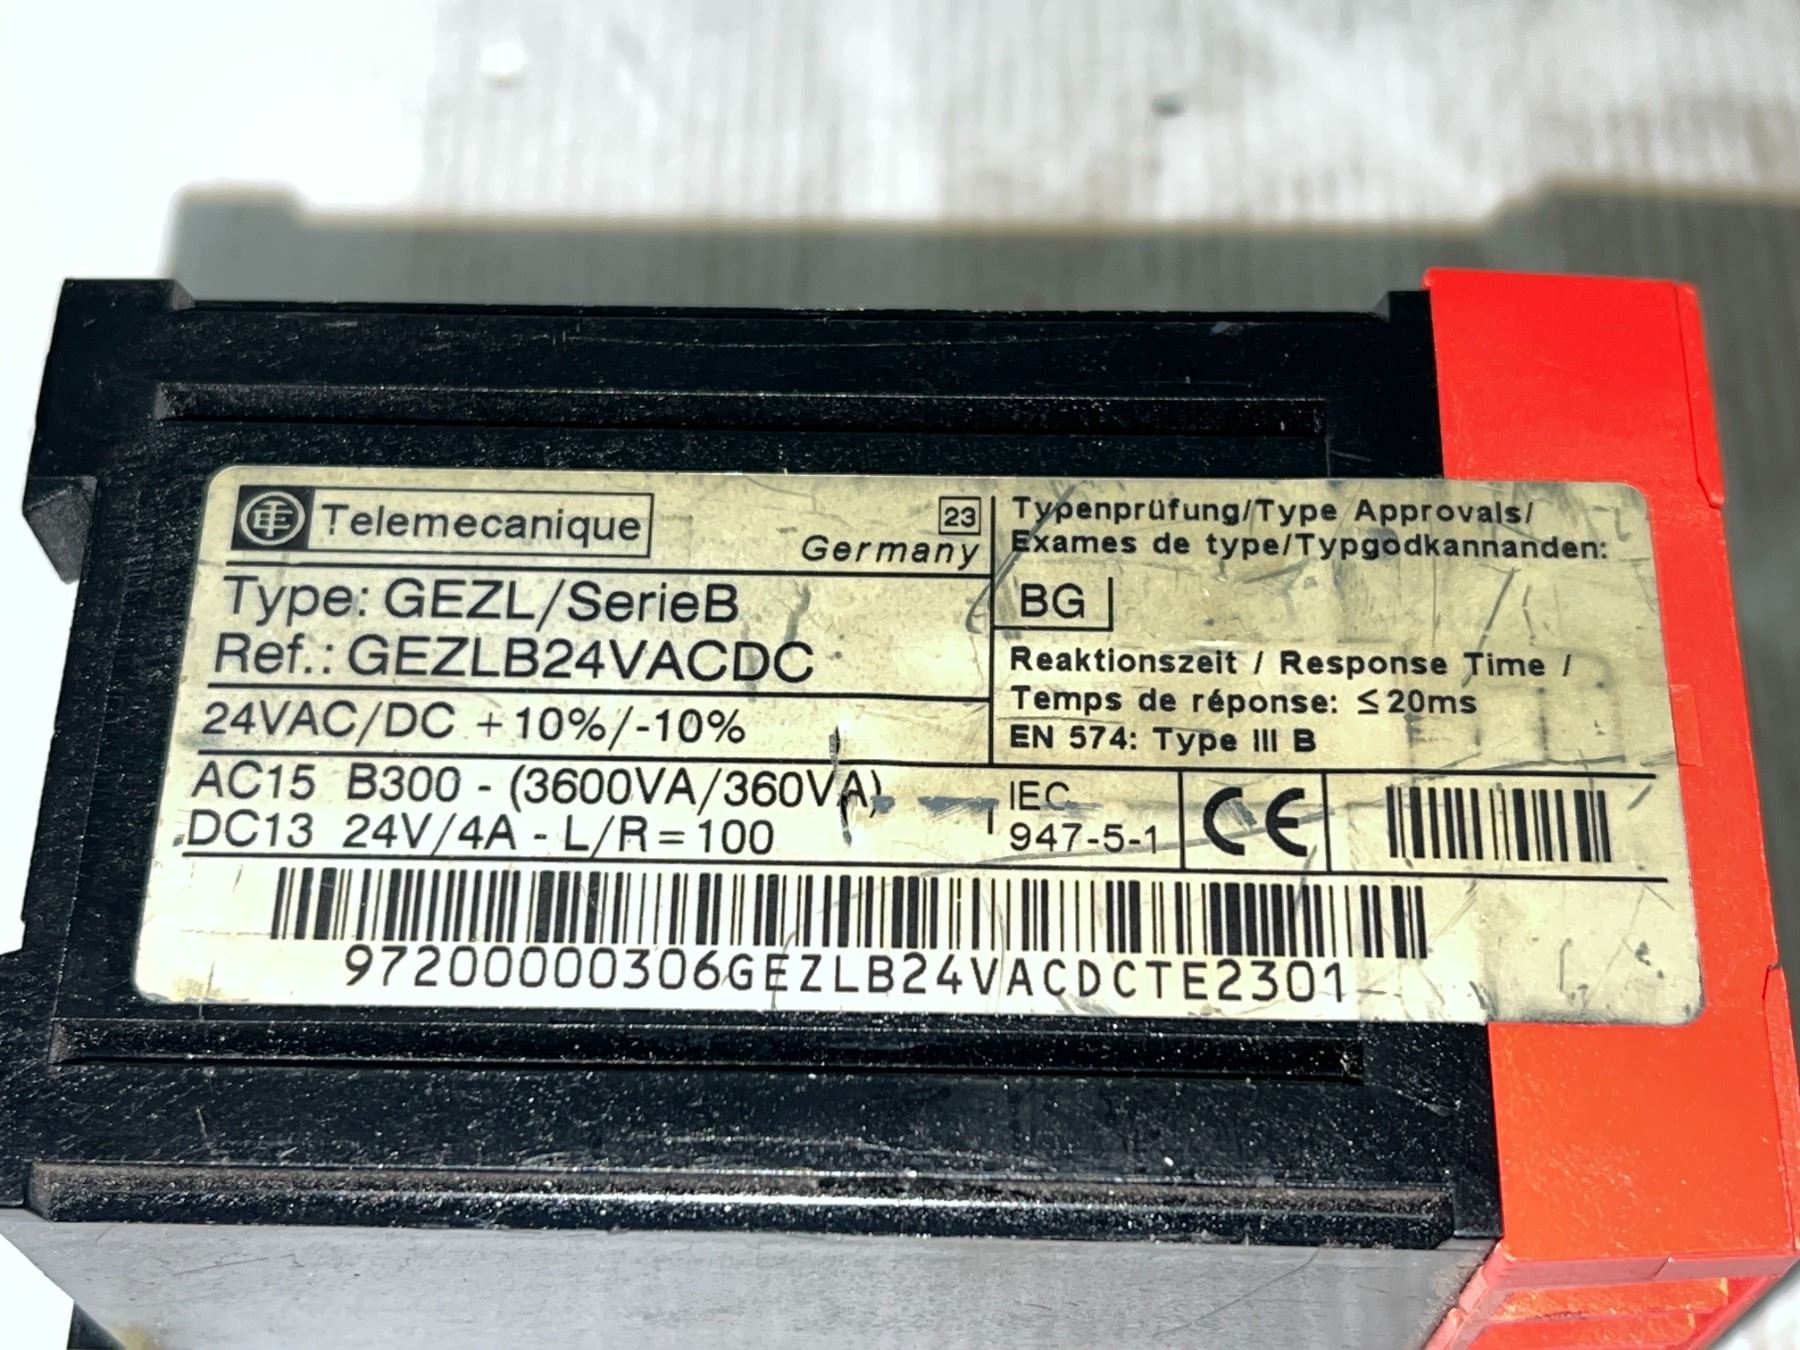 Telemecanique
23
Germany
Type: GEZL/SerieB
Ref.: GEZLB24VACDC
24VAC/DC +10%/-10%
AC15 B300 - (3600VA/360VA)
DC13 24V/4A - L/R=100
Typenprüfung/Type Approvals/
Exames de type/Typgodkannanden:
BG
Reaktionszeit / Response Time /
Temps de réponse: ≤20ms
EN 574: Type III B
IEC
947-5-1
CE
97200000306GEZLB24VACDCTE2301